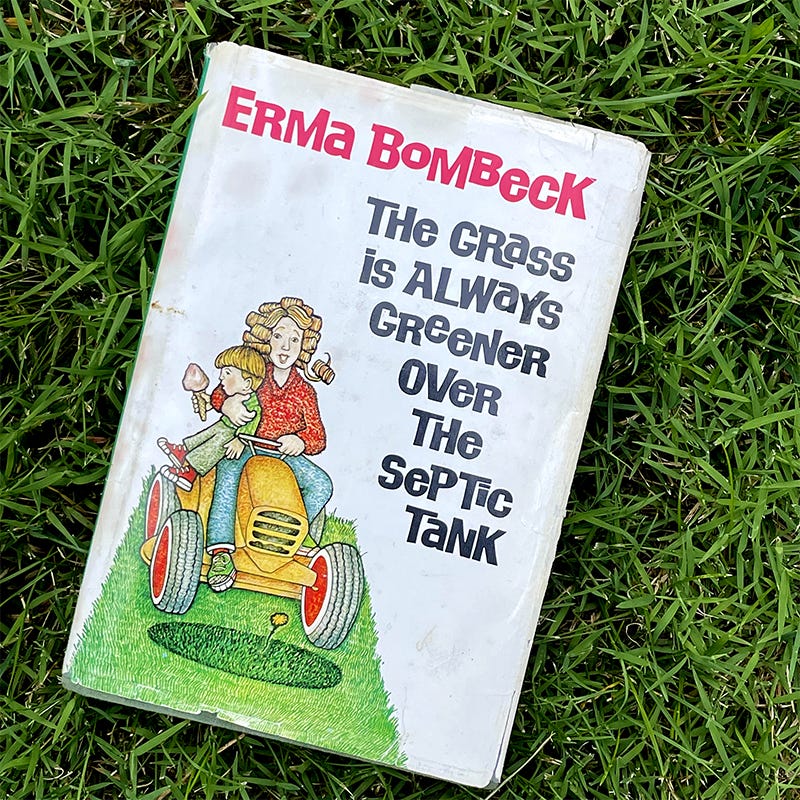 ERMa BOMBecK
THe GRaSS
iS ALWayS
GReeNeR
OVeR
THe
SePTic
TaNK